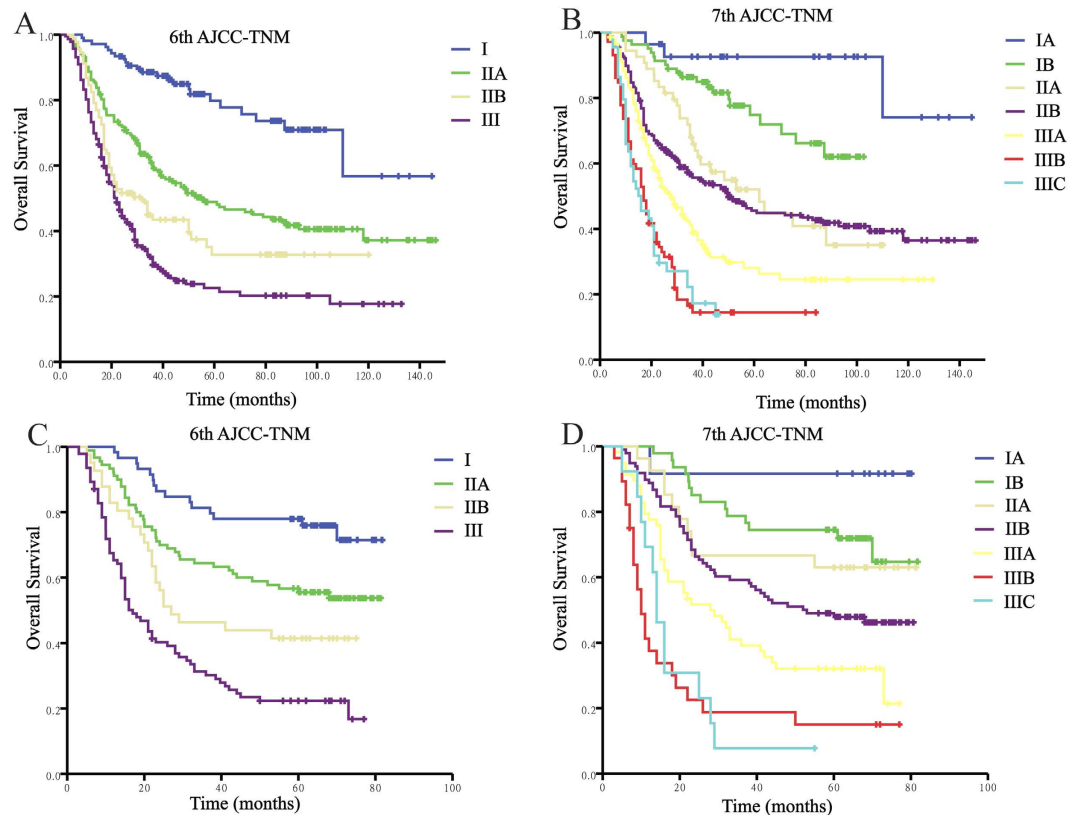 A
6th AJCC-TNM
I
IIA
IIB
III
Overall Survival
1.0
0.8
0.6
0.4
0.2
0.0
0.0 20.0 40.0 60.0 80.0 100.0 120.0 140.0
Time (months)
B
7th AJCC-TNM
IA
IB
IIA
IIB
IIIA
IIIB
IIIC
Overall Survival
1.0
0.8
0.6
0.4
0.2
0.0
0.0 20.0 40.0 60.0 80.0 100.0 120.0 140.0
Time (months)
C
6th AJCC-TNM
I
IIA
IIB
III
Overall Survival
1.0
0.8
0.6
0.4
0.2
0.0
0 20 40 60 80 100
Time (months)
D
7th AJCC-TNM
IA
IB
IIA
IIB
IIIA
IIIB
IIIC
Overall Survival
1.0
0.8
0.6
0.4
0.2
0.0
0 20 40 60 80 100
Time (months)